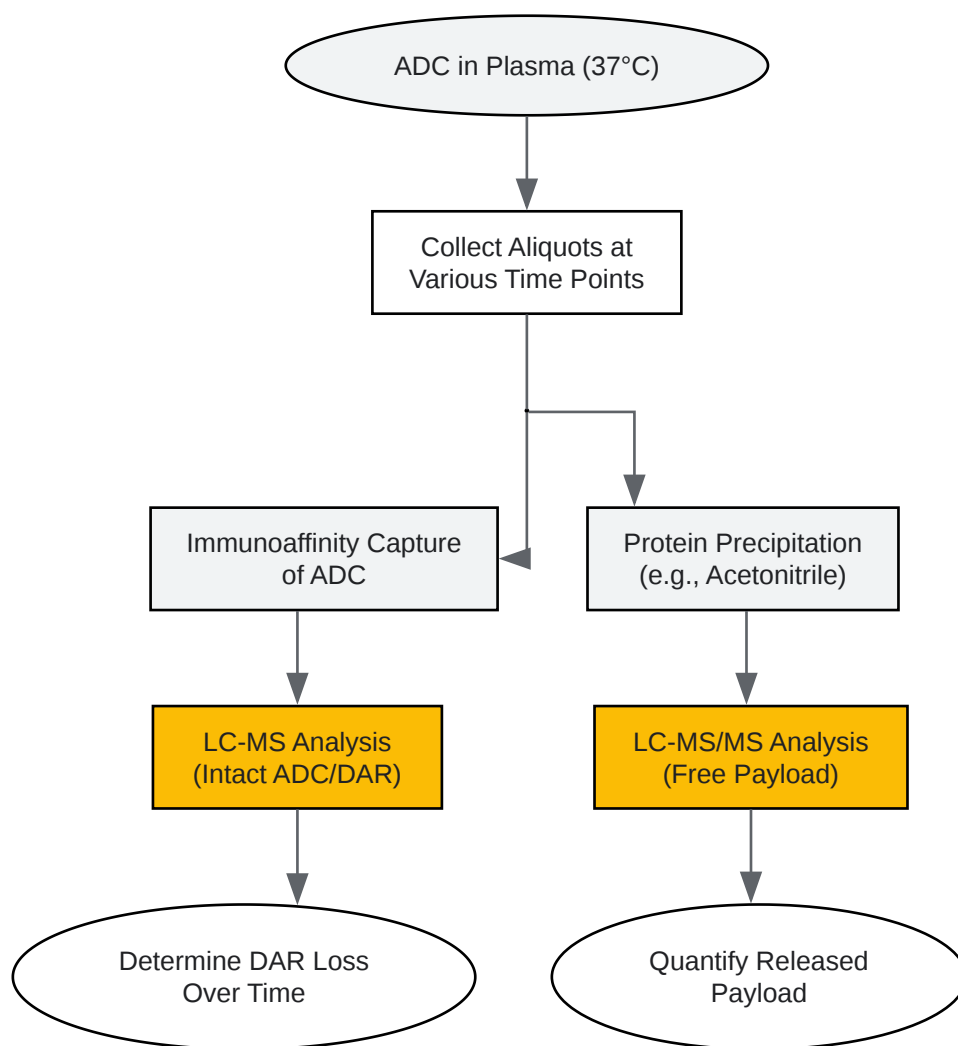 ADC in Plasma (37°C)
Collect Aliquots at
Various Time Points
Immunoaffinity Capture
of ADC
Protein Precipitation
(e.g., Acetonitrile)
LC-MS Analysis
(Intact ADC/DAR)
LC-MS/MS Analysis
(Free Payload)
Determine DAR Loss
Over Time
Quantify Released
Payload